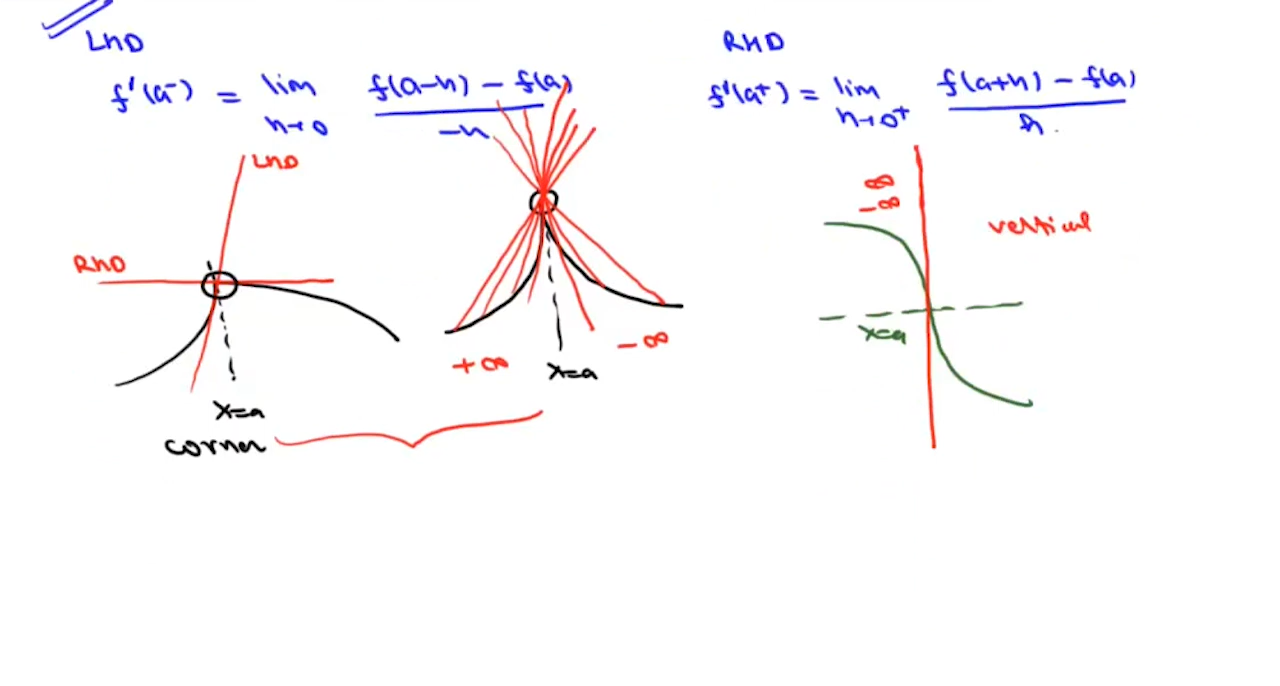 LHD
f'(a⁻) = lim h→0 f(a-h) - f(a) / -h
RHD
f'(a⁺) = lim h→0⁺ f(a+h) - f(a) / h
LHD
RHD
x=a
corner
+∞
-∞
x=a
∞
-∞
vertical
x=a